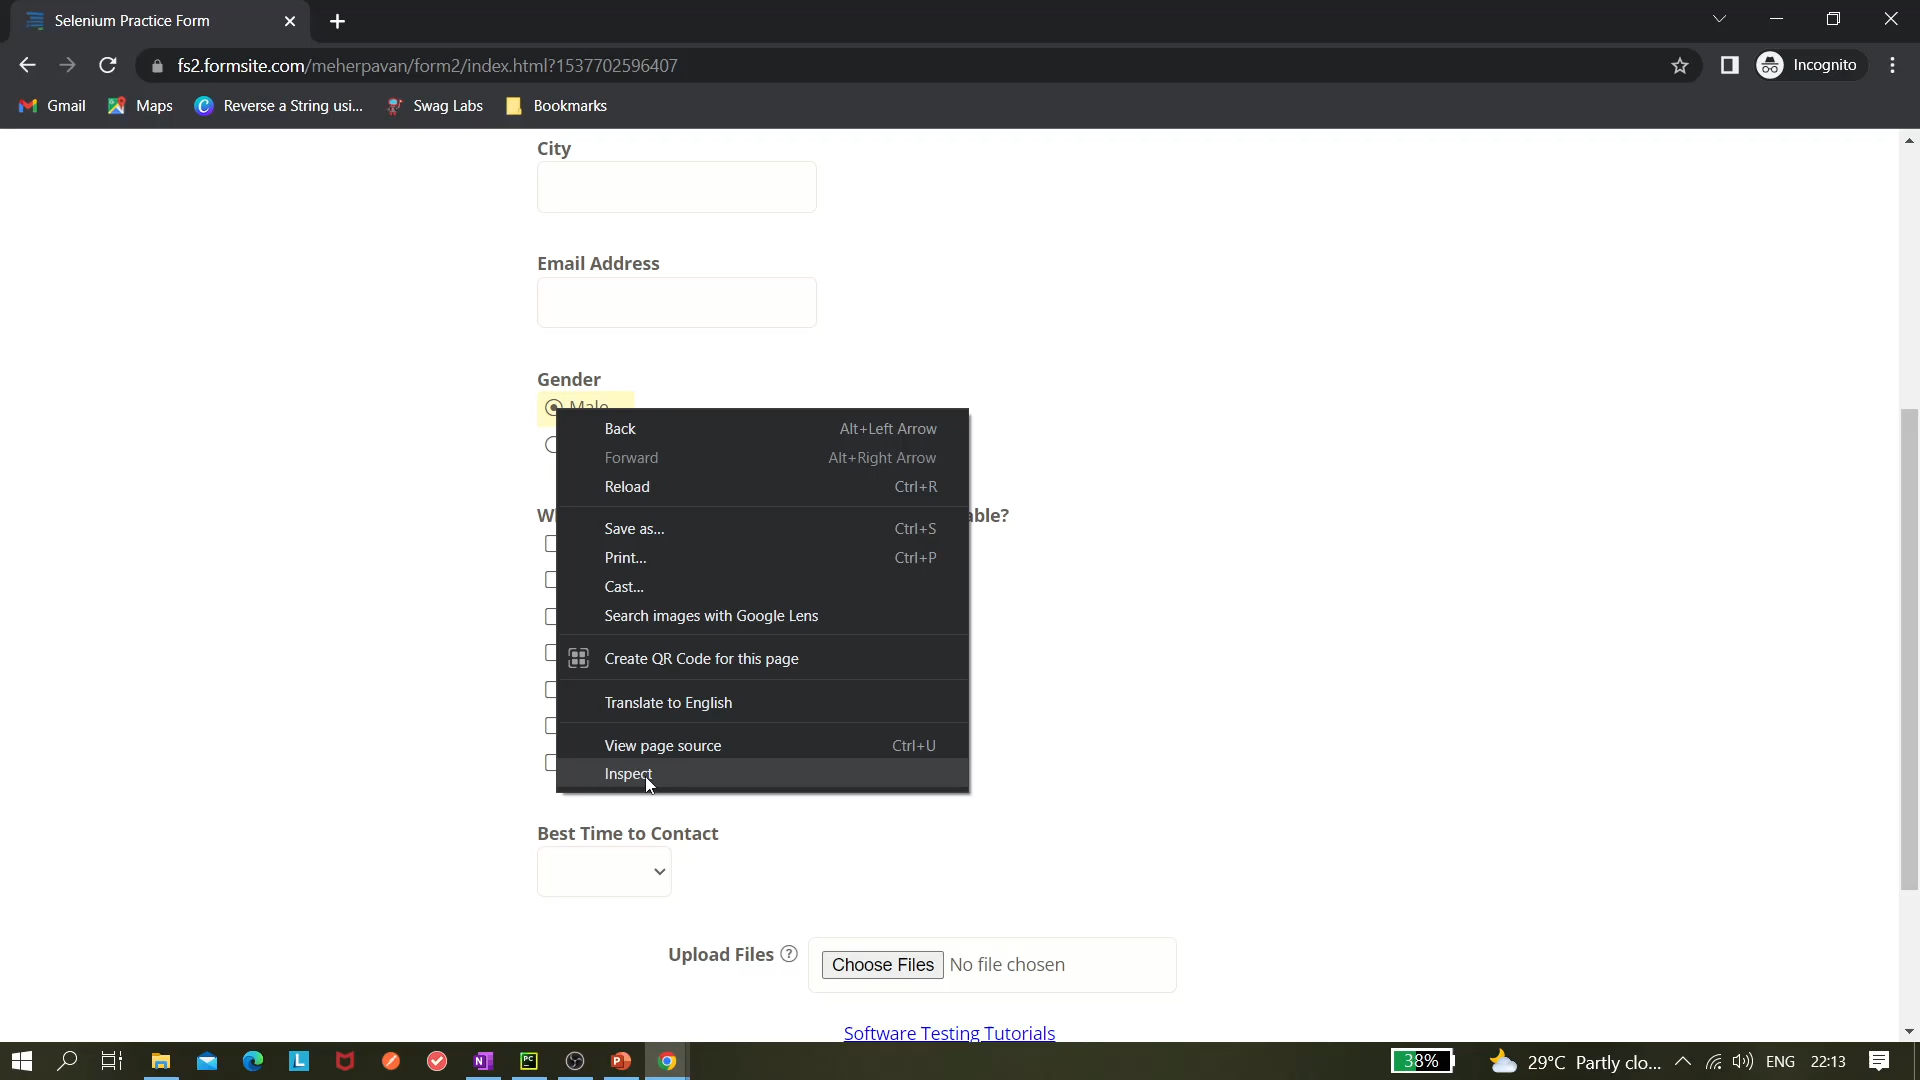 Selenium Practice Form
fs2.formsite.com/meherpavan/form2/index.html?1537702596407
Incognito
Gmail Maps Reverse a String usi... Swag Labs Bookmarks
City
Email Address
Gender
Male
Back Alt+Left Arrow
Forward Alt+Right Arrow
Reload Ctrl+R
able?
Save as... Ctrl+S
Print... Ctrl+P
Cast...
Search images with Google Lens
Create QR Code for this page
Translate to English
View page source Ctrl+U
Inspect
Best Time to Contact
Upload Files ? Choose Files No file chosen
Software Testing Tutorials
38% 29°C Partly clo... ENG 22:13